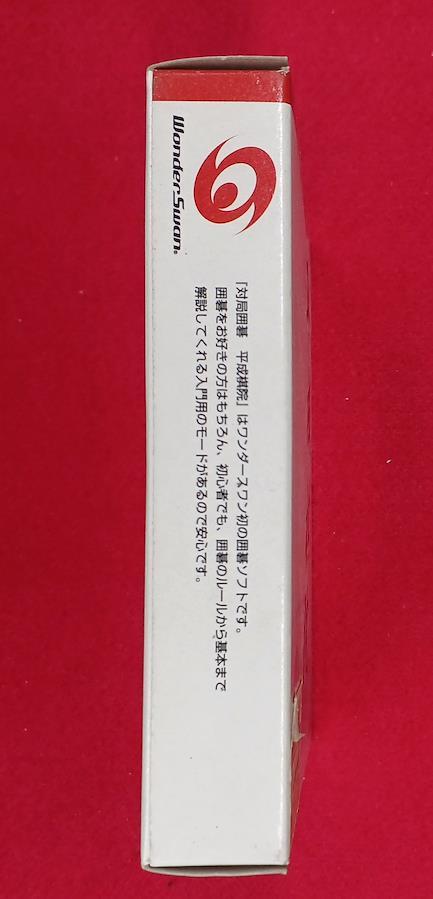 WonderSwan®
「対局囲碁　平成棋院」はワンダースワン初の囲碁ソフトです。
囲碁をお好きの方はもちろん、初心者でも、囲碁のルールから基本まで
解説してくれる入門用のモードがあるので安心です。